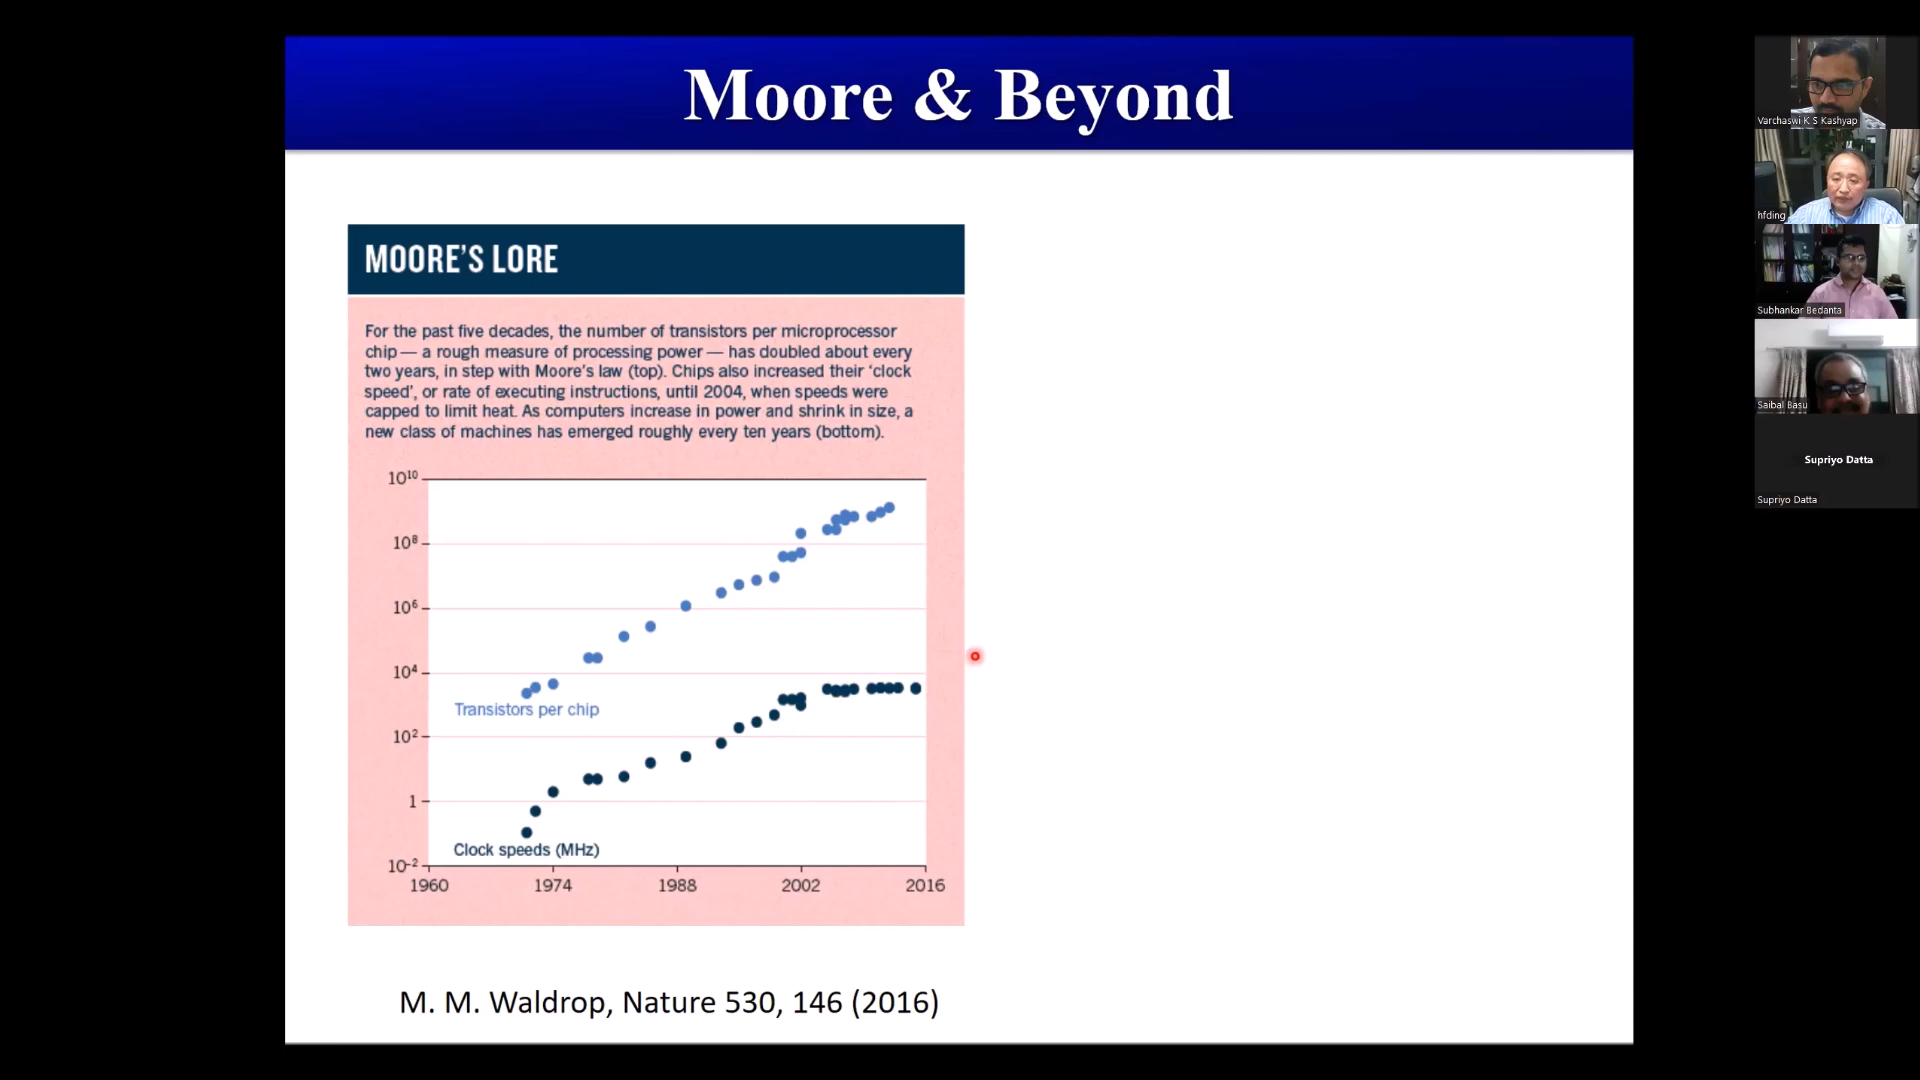 Moore & Beyond
MOORE'S LORE
For the past five decades, the number of transistors per microprocessor
chip — a rough measure of processing power — has doubled about every
two years, in step with Moore's law (top). Chips also increased their ‘clock
speed’, or rate of executing instructions, until 2004, when speeds were
capped to limit heat. As computers increase in power and shrink in size, a
new class of machines has emerged roughly every ten years (bottom).
10¹⁰
10⁸
10⁶
10⁴
Transistors per chip
10²
1
Clock speeds (MHz)
10⁻²
1960 1974 1988 2002 2016
M. M. Waldrop, Nature 530, 146 (2016)
Varchaswi K S Kashyap
hfding
Subhankar Bedanta
Saibal Basu
Supriyo Datta
Supriyo Datta